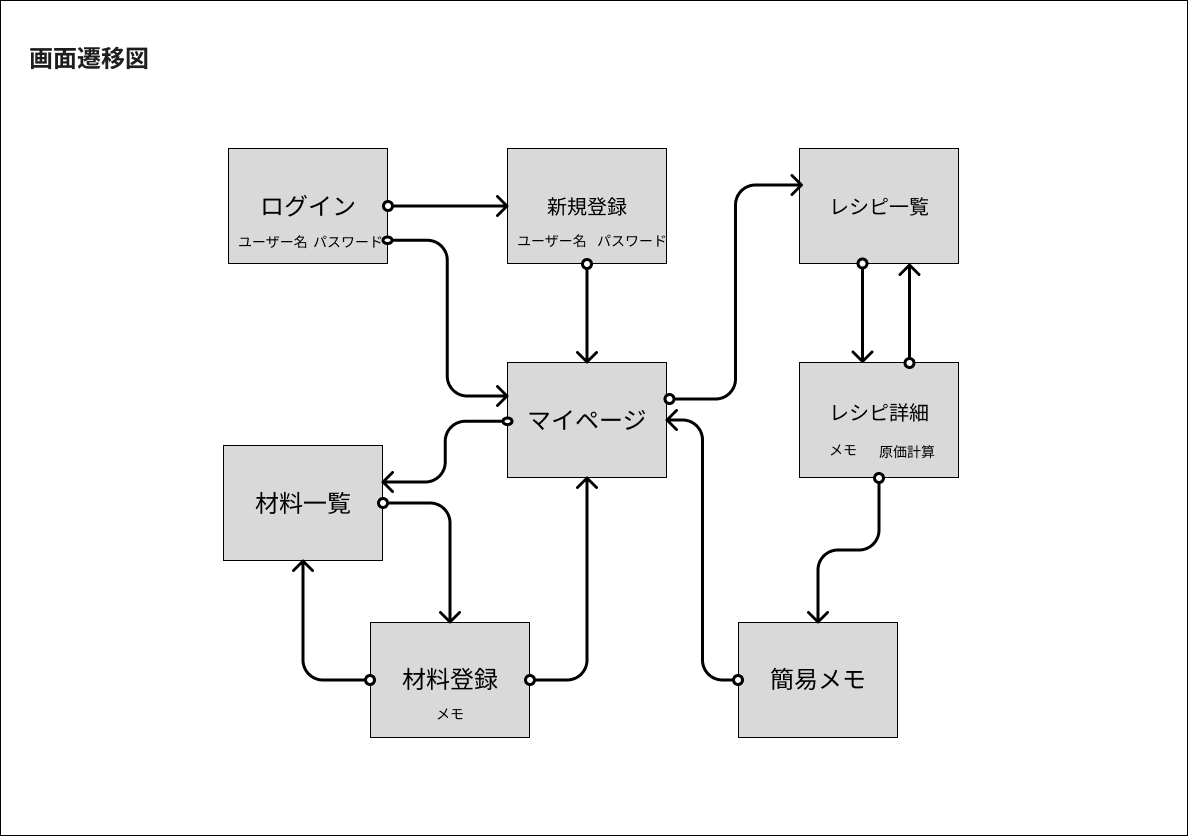 画面遷移図
ログイン
ユーザー名 パスワード
新規登録
ユーザー名 パスワード
レシピ一覧
マイページ
レシピ詳細
メモ 原価計算
材料一覧
材料登録
メモ
簡易メモ